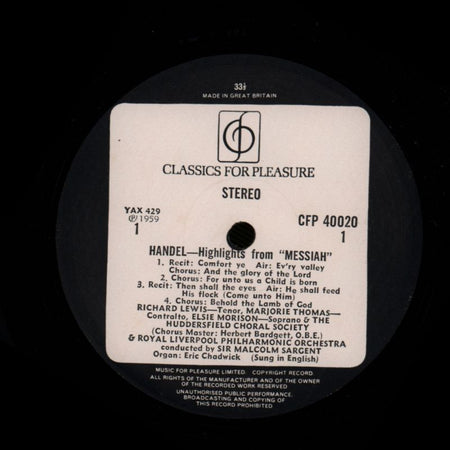 33⅓
MADE IN GREAT BRITAIN
CLASSICS FOR PLEASURE
STEREO
YAX 429
℗1959
1
CFP 40020
1
HANDEL—Highlights from "MESSIAH"
1. Recit: Comfort ye Air: Ev'ry valley
Chorus: And the glory of the Lord
2. Chorus: For unto us a Child is born
3. Recit: Then shall the eyes Air: He shall feed
His flock (Come unto Him)
4. Chorus: Behold the Lamb of God
RICHARD LEWIS—Tenor, MARJORIE THOMAS—
Contralto, ELSIE MORISON—Soprano & THE
HUDDERSFIELD CHORAL SOCIETY
(Chorus Master: Herbert Bardgett, O.B.E.)
& ROYAL LIVERPOOL PHILHARMONIC ORCHESTRA
conducted by SIR MALCOLM SARGENT
Organ: Eric Chadwick (Sung in English)
MUSIC FOR PLEASURE LIMITED. COPYRIGHT RECORD.
ALL RIGHTS OF THE MANUFACTURER AND OF THE OWNER
OF THE RECORDED WORK RESERVED
UNAUTHORISED PUBLIC PERFORMANCE.
BROADCASTING AND COPYING OF
THIS RECORD PROHIBITED